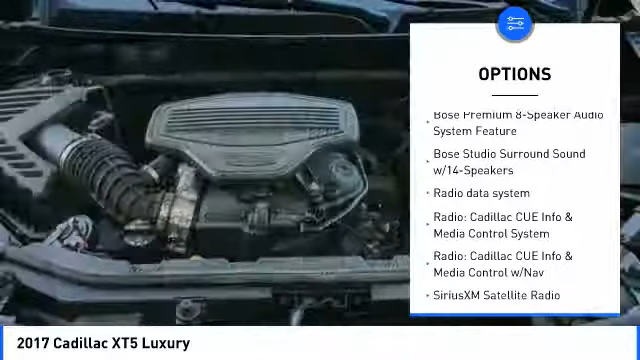 OPTIONS
Bose Premium 8-Speaker Audio
System Feature
Bose Studio Surround Sound
w/14-Speakers
Radio data system
Radio: Cadillac CUE Info &
Media Control System
Radio: Cadillac CUE Info &
Media Control w/Nav
SiriusXM Satellite Radio
2017 Cadillac XT5 Luxury